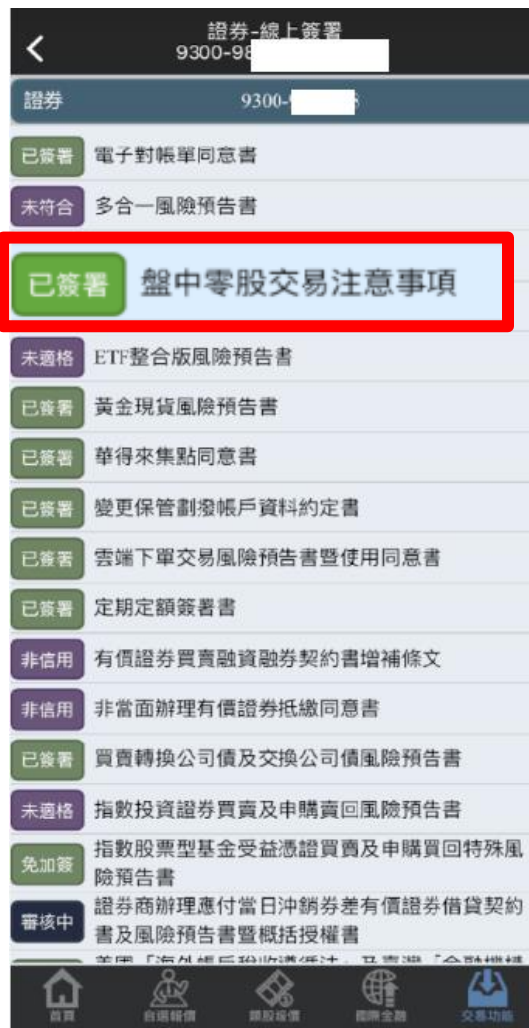 證券-線上簽署
9300-98
證券 9300-
已簽署 電子對帳單同意書
未符合 多合一風險預告書
已簽署 盤中零股交易注意事項
未適格 ETF整合版風險預告書
已簽署 黃金現貨風險預告書
已簽署 華得來集點同意書
已簽署 變更保管劃撥帳戶資料約定書
已簽署 雲端下單交易風險預告書暨使用同意書
已簽署 定期定額簽署書
非信用 有價證券買賣融資融券契約書增補條文
非信用 非當面辦理有價證券抵繳同意書
已簽署 買賣轉換公司債及交換公司債風險預告書
未適格 指數投資證券買賣及申購賣回風險預告書
免加簽 指數股票型基金受益憑證買賣及申購買回特殊風
險預告書
審核中 證券商辦理應付當日沖銷券差有價證券借貸契約
書及風險預告書暨概括授權書
首頁 自選報價 類股報價 國際金融 交易功能